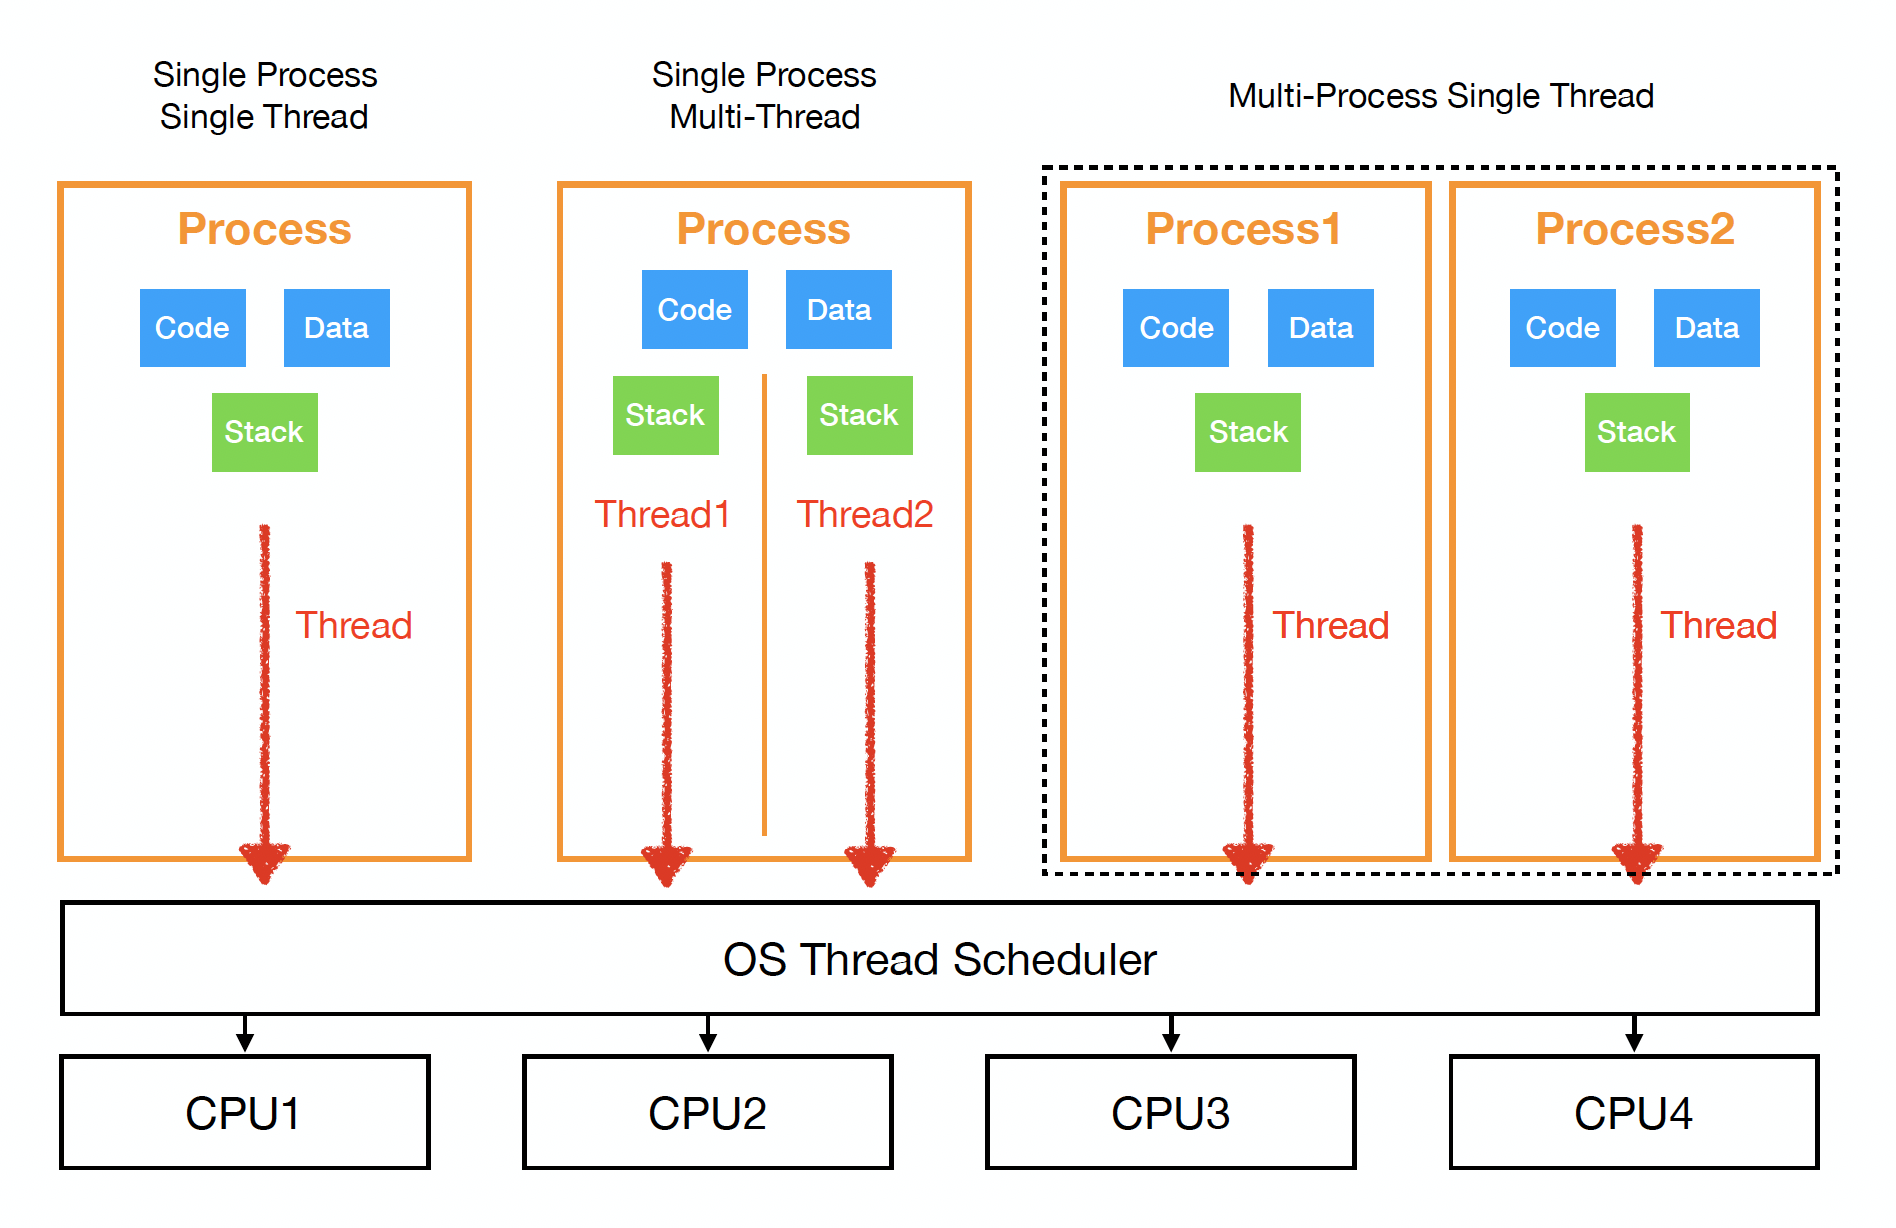 Single Process
Single Thread
Single Process
Multi-Thread
Multi-Process Single Thread
Process
Code
Data
Stack
Thread
Process
Code
Data
Stack
Stack
Thread1
Thread2
Process1
Code
Data
Stack
Thread
Process2
Code
Data
Stack
Thread
OS Thread Scheduler
CPU1
CPU2
CPU3
CPU4